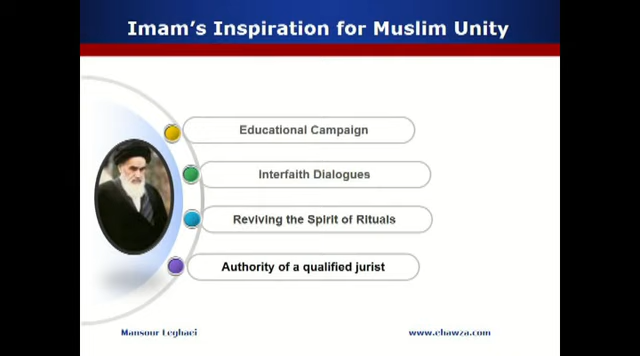 Imam's Inspiration for Muslim Unity
Educational Campaign
Interfaith Dialogues
Reviving the Spirit of Rituals
Authority of a qualified jurist
Mansour Leghaei
www.ehawza.com